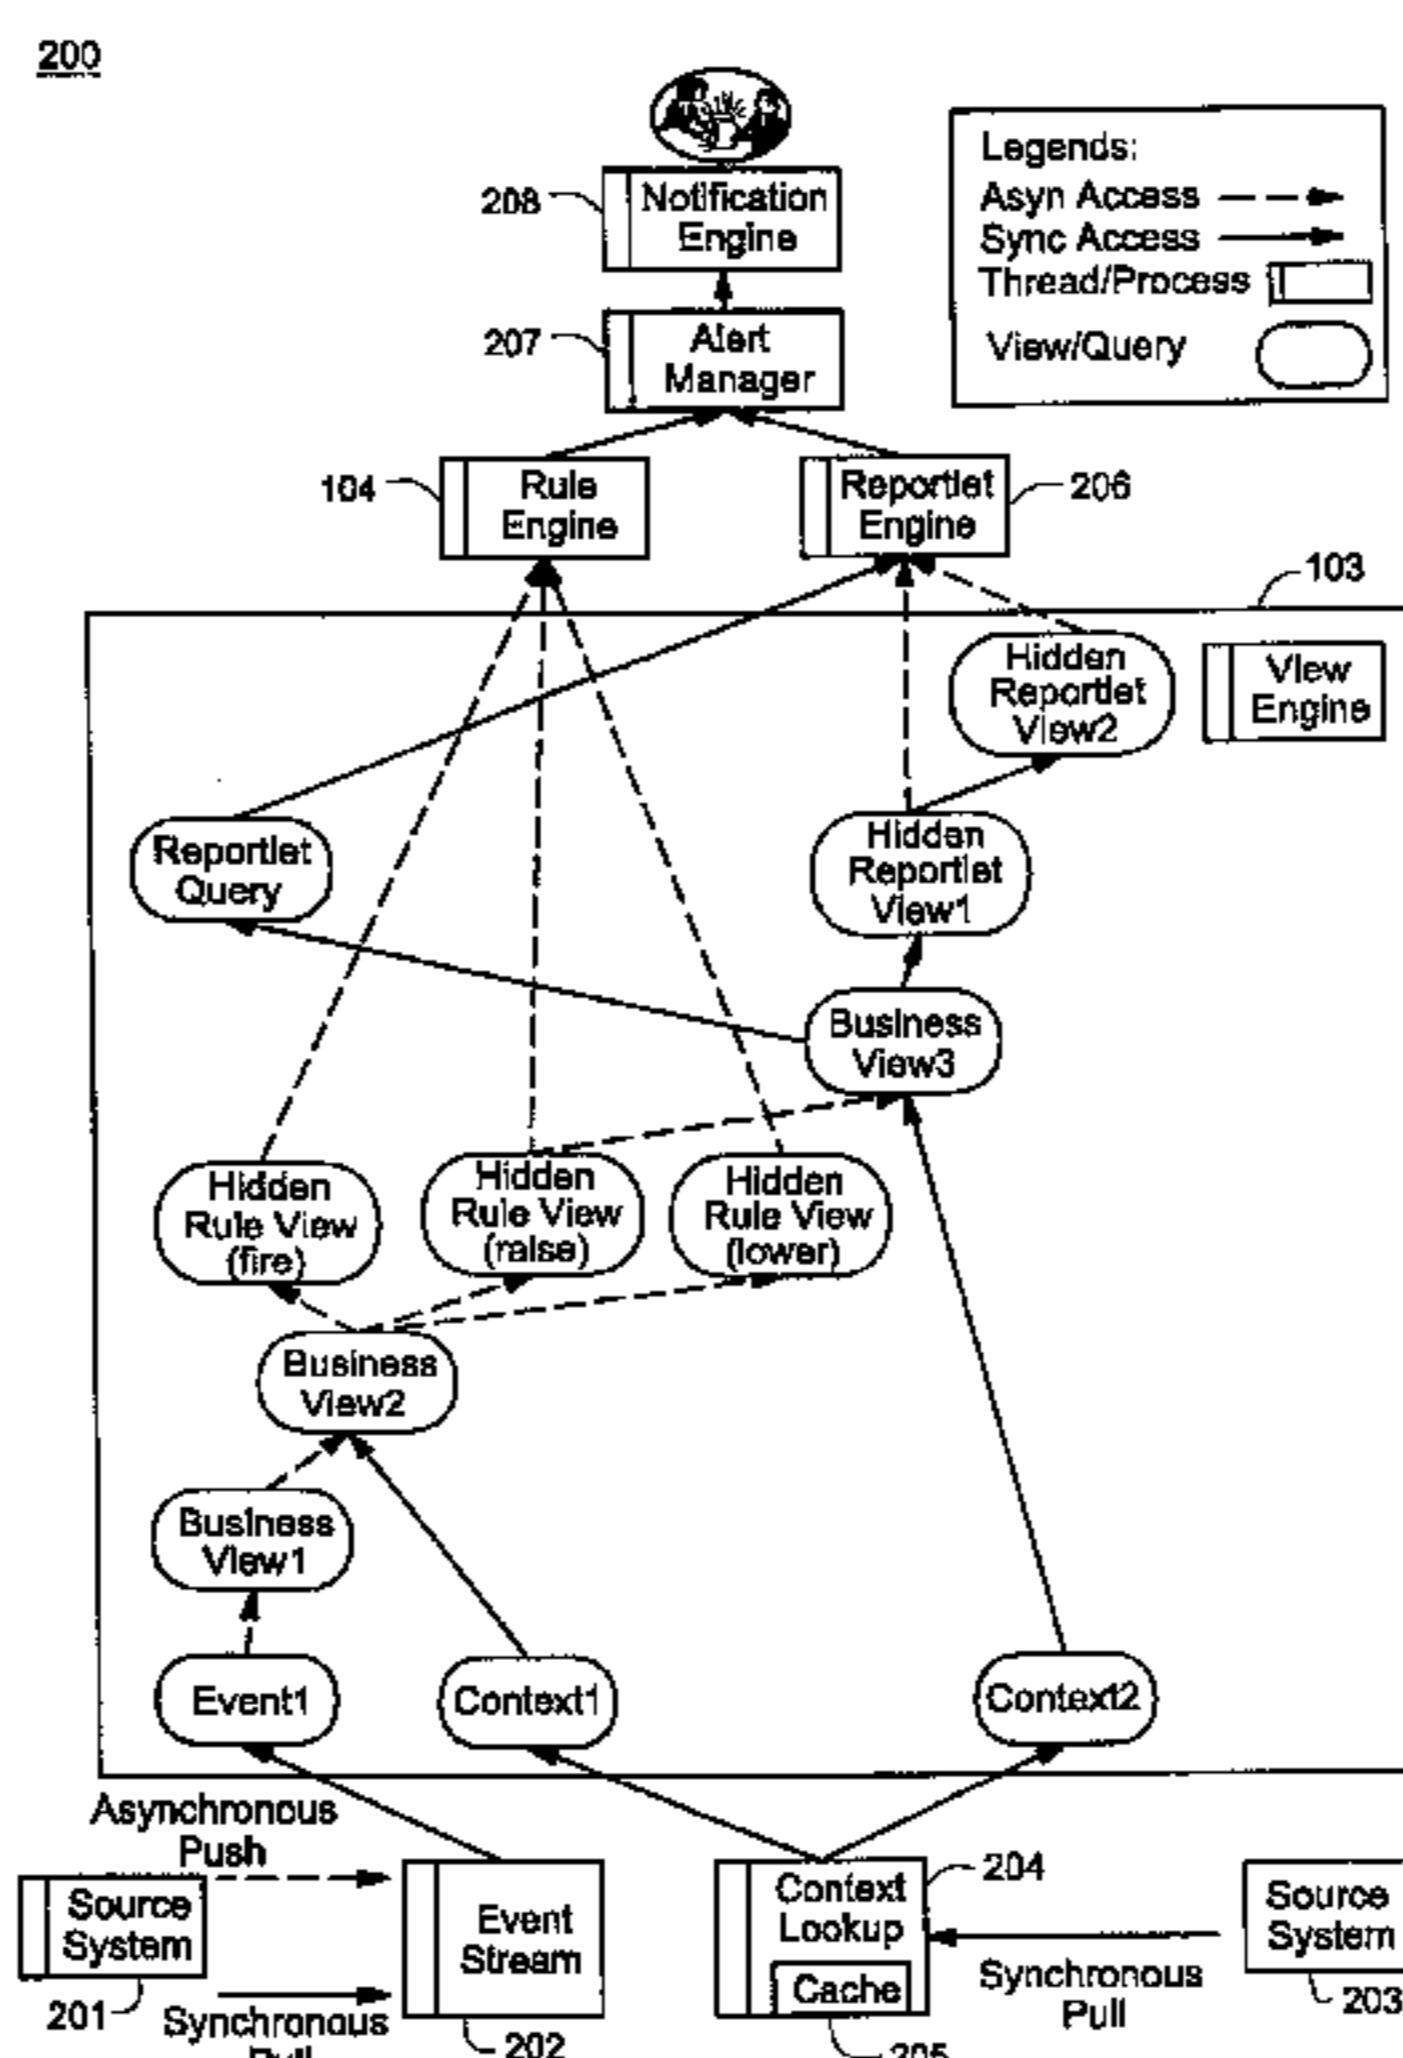 200
Legends:
Asyn Access
Sync Access
Thread/Process
View/Query
208
Notification
Engine
207
Alert
Manager
104
Rule
Engine
Reportlet
Engine
206
103
Hidden
Reportlet
View2
View
Engine
Reportlet
Query
Hidden
Reportlet
View1
Business
View3
Hidden
Rule View
(fire)
Hidden
Rule View
(raise)
Hidden
Rule View
(lower)
Business
View2
Business
View1
Event1
Context1
Context2
Asynchronous
Push
Source
System
201
Synchronous
Pull
Event
Stream
202
Context
Lookup
Cache
204
205
Synchronous
Pull
Source
System
203